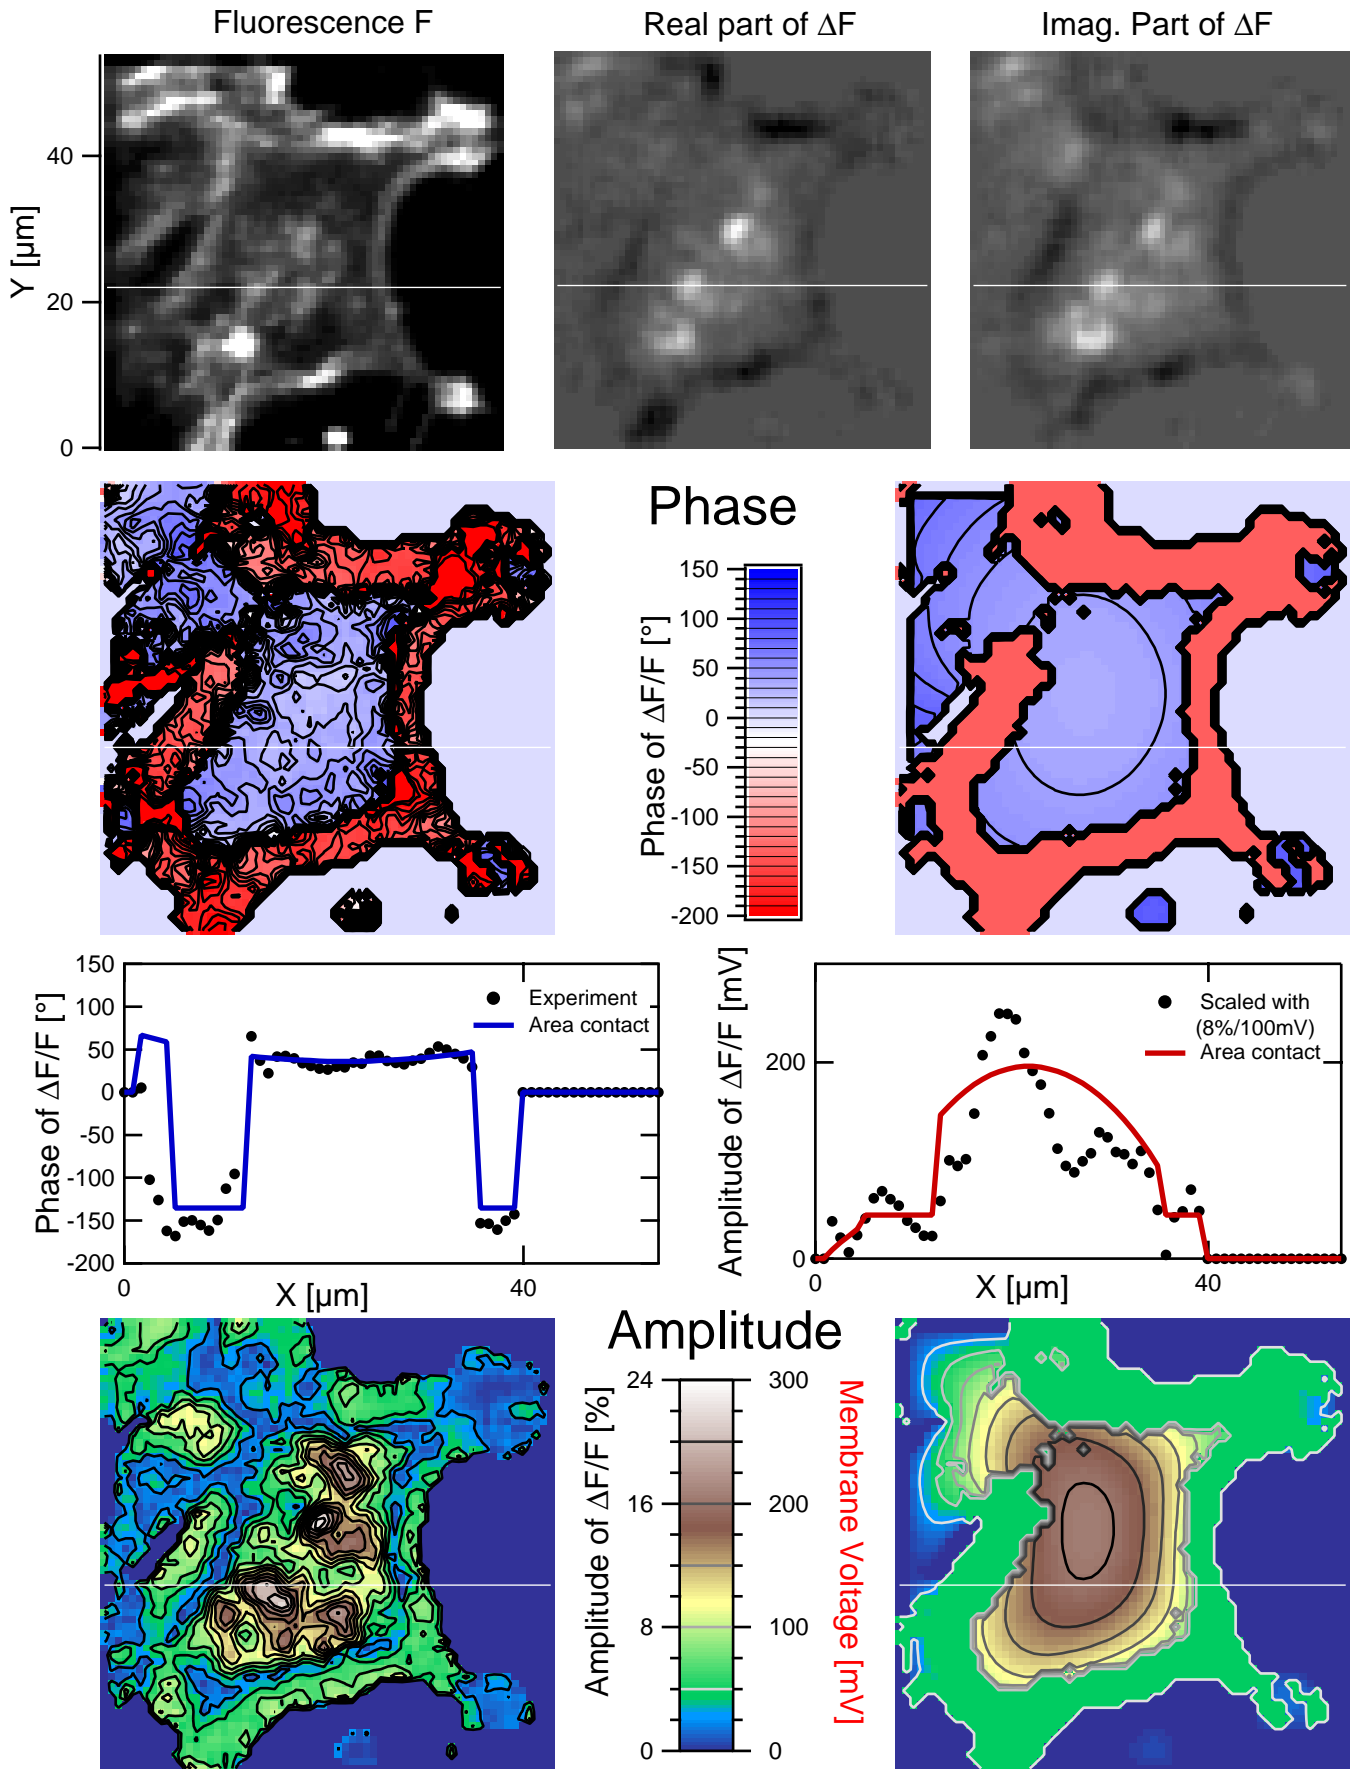 Fluorescence F
Real part of ΔF
Imag. Part of ΔF
Y [µm]
40
20
0
Phase
Phase of ΔF/F [°]
150
100
50
0
-50
-100
-150
-200
Phase of ΔF/F [°]
150
100
50
0
-50
-100
-150
-200
Experiment
Area contact
0
40
X [µm]
Amplitude of ΔF/F [mV]
200
0
Scaled with
(8%/100mV)
Area contact
0
40
X [µm]
Amplitude
Amplitude of ΔF/F [%]
24
16
8
0
300
200
100
0
Membrane Voltage [mV]